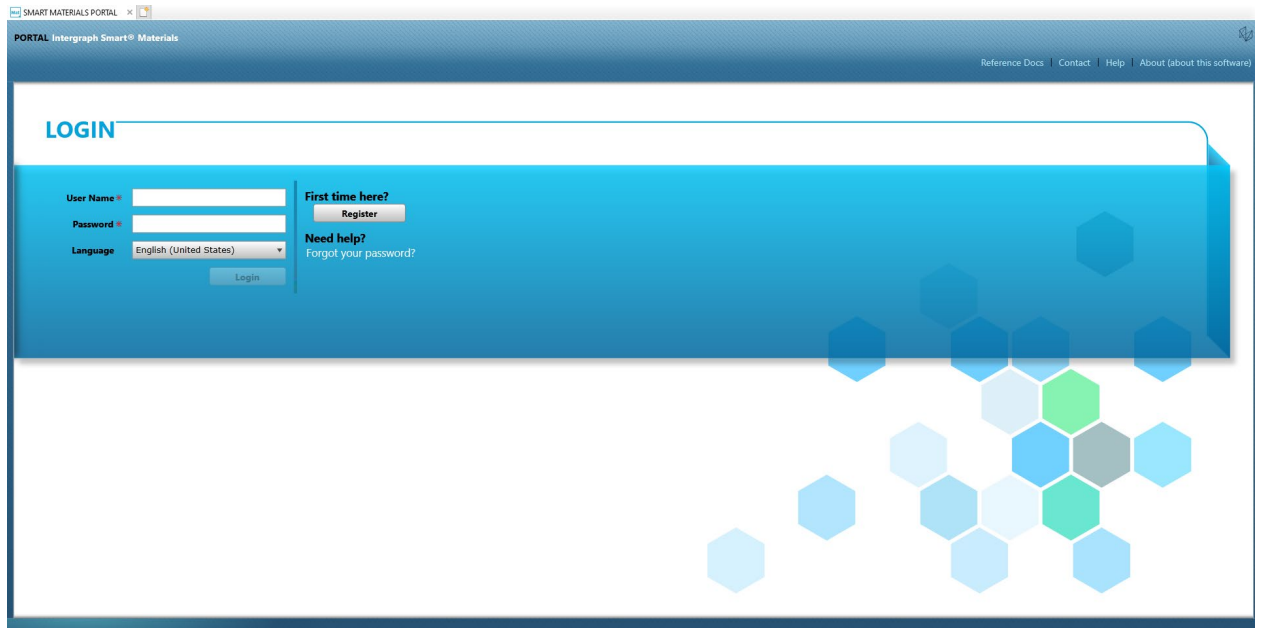 SMART MATERIALS PORTAL
PORTAL Intergraph Smart® Materials
Reference Docs | Contact | Help | About (about this software)
LOGIN
User Name *
Password *
Language English (United States)
Login
First time here?
Register
Need help?
Forgot your password?